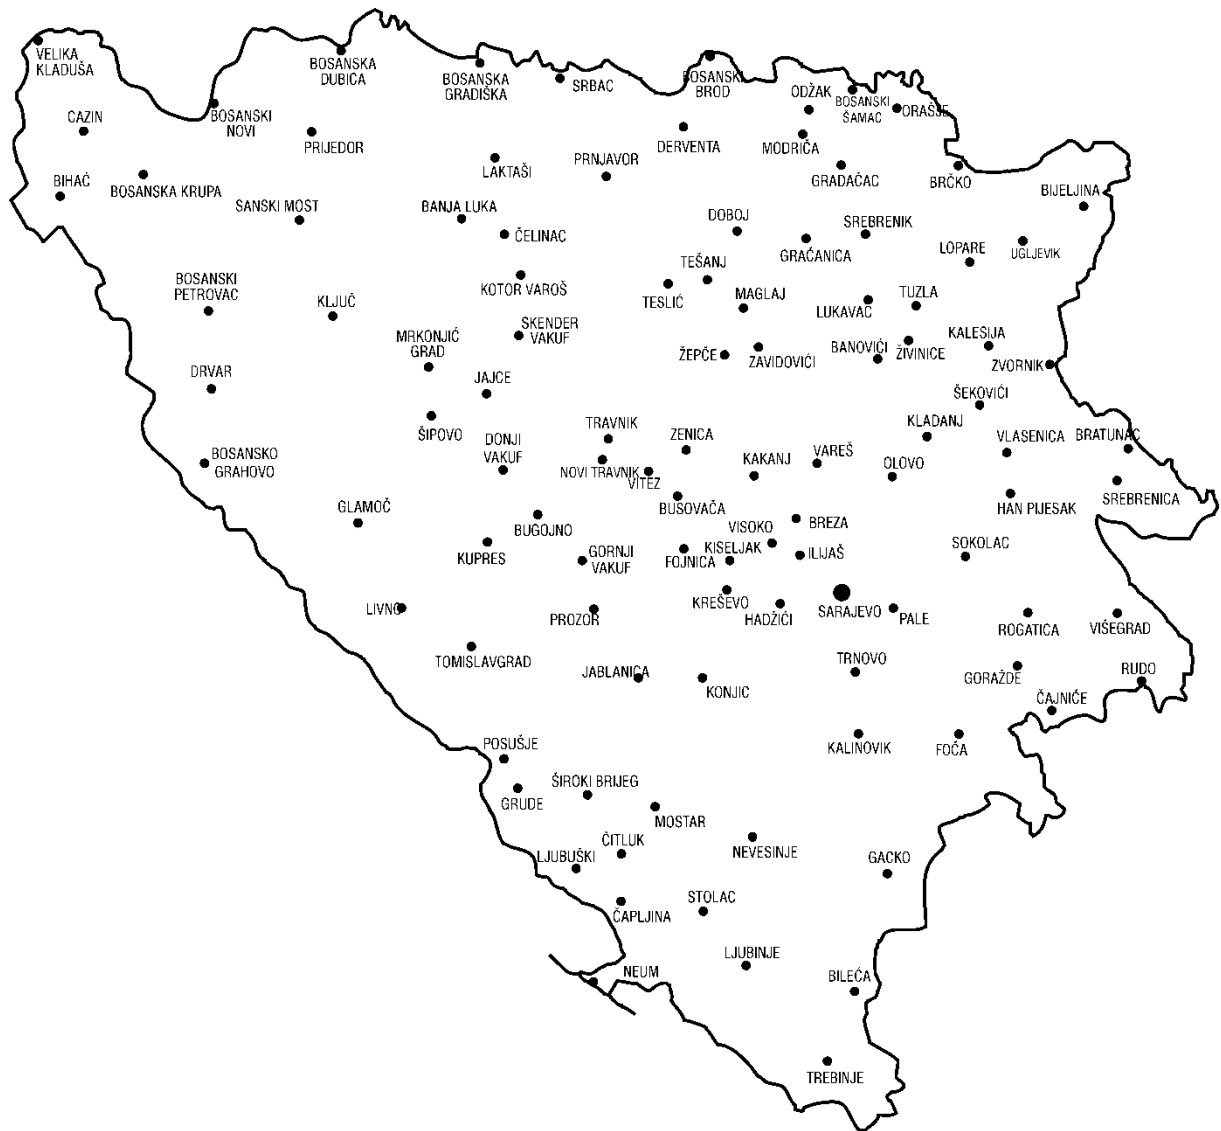 VELIKA
KLADUŠA
BOSANSKA
DUBICA
BOSANSKA
GRADIŠKA
SRBAC
BOSANSKI
BROD
ODŽAK
BOSANSKI
ŠAMAC
ORAŠJE
CAZIN
BOSANSKI
NOVI
PRIJEDOR
LAKTAŠI
PRNJAVOR
DERVENTA
MODRIČA
GRADAČAC
BRČKO
BIJELJINA
BIHAĆ
BOSANSKA KRUPA
SANSKI MOST
BANJA LUKA
ČELINAC
DOBOJ
GRAČANICA
SREBRENIK
LOPARE
UGLJEVIK
BOSANSKI
PETROVAC
KLJUČ
KOTOR VAROŠ
TESLIĆ
TEŠANJ
MAGLAJ
LUKAVAC
TUZLA
MRKONJIĆ
GRAD
SKENDER
VAKUF
ŽEPČE
ZAVIDOVIĆI
BANOVIĆI
ŽIVINICE
KALESIJA
ZVORNIK
DRVAR
JAJCE
ŠIPOVO
ŠEKOVIĆI
BOSANSKO
GRAHOVO
DONJI
VAKUF
TRAVNIK
NOVI TRAVNIK
VITEZ
ZENICA
KAKANJ
VAREŠ
OLOVO
KLADANJ
VLASENICA
BRATUNAC
GLAMOČ
BUGOJNO
BUSOVAČA
BREZA
HAN PIJESAK
SREBRENICA
KUPRES
GORNJI
VAKUF
FOJNICA
KISELJAK
VISOKO
ILIJAŠ
SOKOLAC
LIVNO
PROZOR
KREŠEVO
HADŽIĆI
SARAJEVO
PALE
ROGATICA
VIŠEGRAD
TOMISLAVGRAD
JABLANICA
KONJIC
TRNOVO
GORAŽDE
RUDO
ČAJNIČE
POSUŠJE
KALINOVIK
FOČA
GRUDE
ŠIROKI BRIJEG
MOSTAR
NEVESINJE
LJUBUŠKI
ČITLUK
GACKO
ČAPLJINA
STOLAC
NEUM
LJUBINJE
BILEĆA
TREBINJE